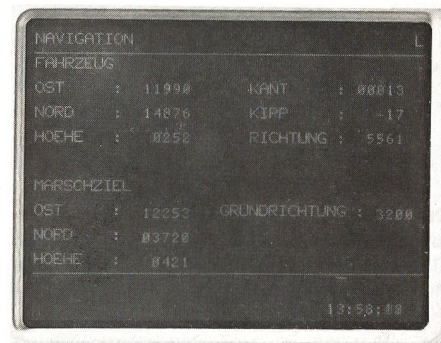 NAVIGATION L
FAHRZEUG
OST : 11990 KANT : 00813
NORD : 14876 KIPP : -17
HOEHE : 0252 RICHTUNG : 5561
MARSCHZIEL
OST : 12253 GRUNDRICHTUNG : 3200
NORD : 03720
HOEHE : 0421
13:58:00